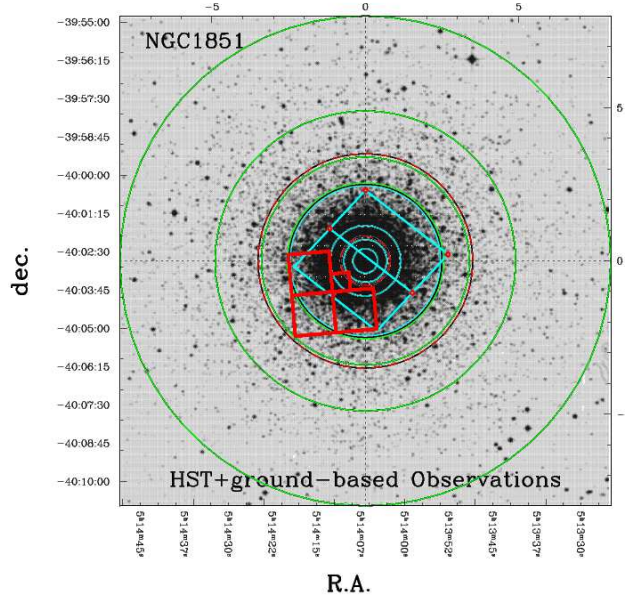 -5 0 5
NGC1851
-39:55:00
-39:56:15
-39:57:30
-39:58:45
-40:00:00
-40:01:15
-40:02:30
-40:03:45
-40:05:00
-40:06:15
-40:07:30
-40:08:45
-40:10:00
5
0
dec.
HST+ground-based Observations
5ʰ14ᵐ45ˢ
5ʰ14ᵐ37ˢ
5ʰ14ᵐ30ˢ
5ʰ14ᵐ22ˢ
5ʰ14ᵐ15ˢ
5ʰ14ᵐ07ˢ
5ʰ14ᵐ00ˢ
5ʰ13ᵐ52ˢ
5ʰ13ᵐ45ˢ
5ʰ13ᵐ37ˢ
5ʰ13ᵐ30ˢ
R.A.